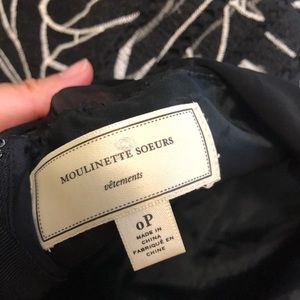 MOULINETTE SOEURS
vêtements
0P
MADE IN
CHINA
FABRIQUÉ EN
CHINE